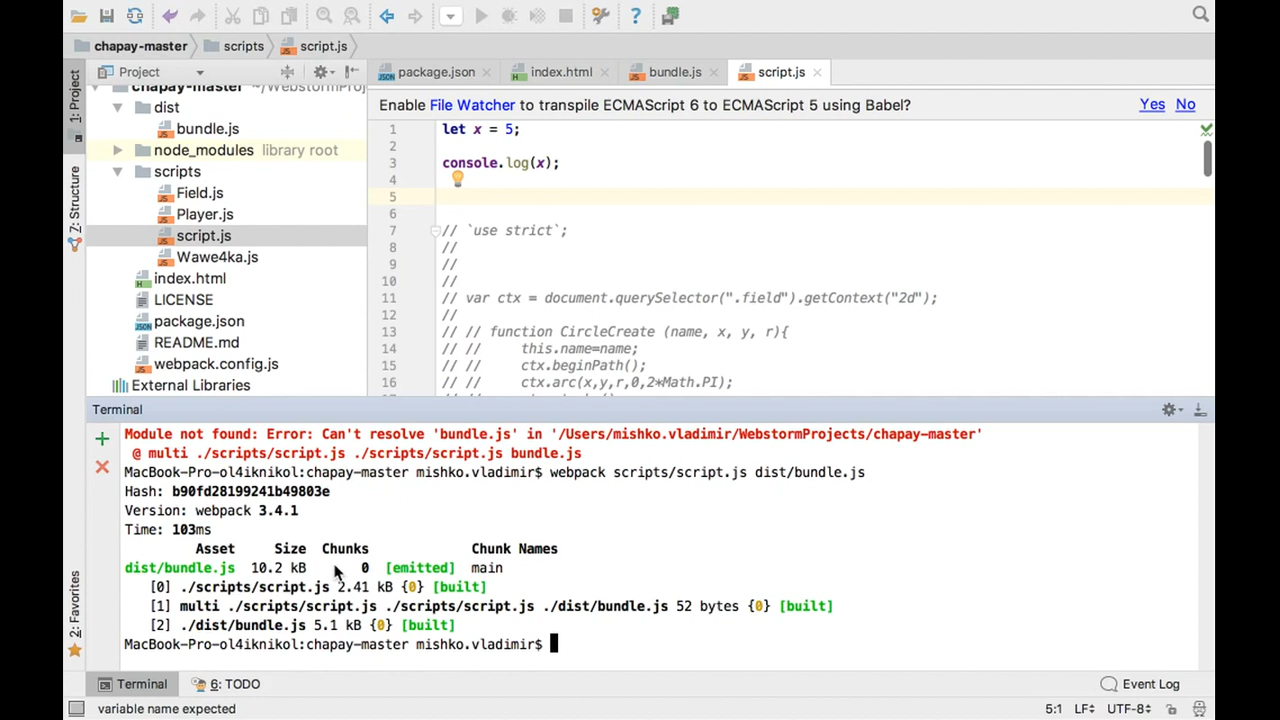 chapay-master
scripts
script.js
1: Project
7: Structure
2: Favorites
Project
package.json
index.html
bundle.js
script.js
chapay-master ~/WebstormProj
dist
bundle.js
node_modules library root
scripts
Field.js
Player.js
script.js
Wawe4ka.js
index.html
LICENSE
package.json
README.md
webpack.config.js
External Libraries
Enable File Watcher to transpile ECMAScript 6 to ECMAScript 5 using Babel? Yes No
1 let x = 5;
2
3 console.log(x);
4
5
6
7 // `use strict`;
8 //
9 //
10 //
11 // var ctx = document.querySelector(".field").getContext("2d");
12 //
13 // // function CircleCreate (name, x, y, r){
14 // // this.name=name;
15 // // ctx.beginPath();
16 // // ctx.arc(x,y,r,0,2*Math.PI);
Terminal
Module not found: Error: Can't resolve 'bundle.js' in '/Users/mishko.vladimir/WebstormProjects/chapay-master'
@ multi ./scripts/script.js ./scripts/script.js bundle.js
MacBook-Pro-ol4iknikol:chapay-master mishko.vladimir$ webpack scripts/script.js dist/bundle.js
Hash: b90fd28199241b49803e
Version: webpack 3.4.1
Time: 103ms
Asset Size Chunks Chunk Names
dist/bundle.js 10.2 kB 0 [emitted] main
[0] ./scripts/script.js 2.41 kB {0} [built]
[1] multi ./scripts/script.js ./scripts/script.js ./dist/bundle.js 52 bytes {0} [built]
[2] ./dist/bundle.js 5.1 kB {0} [built]
MacBook-Pro-ol4iknikol:chapay-master mishko.vladimir$
Terminal
6: TODO
Event Log
variable name expected
5:1 LF UTF-8